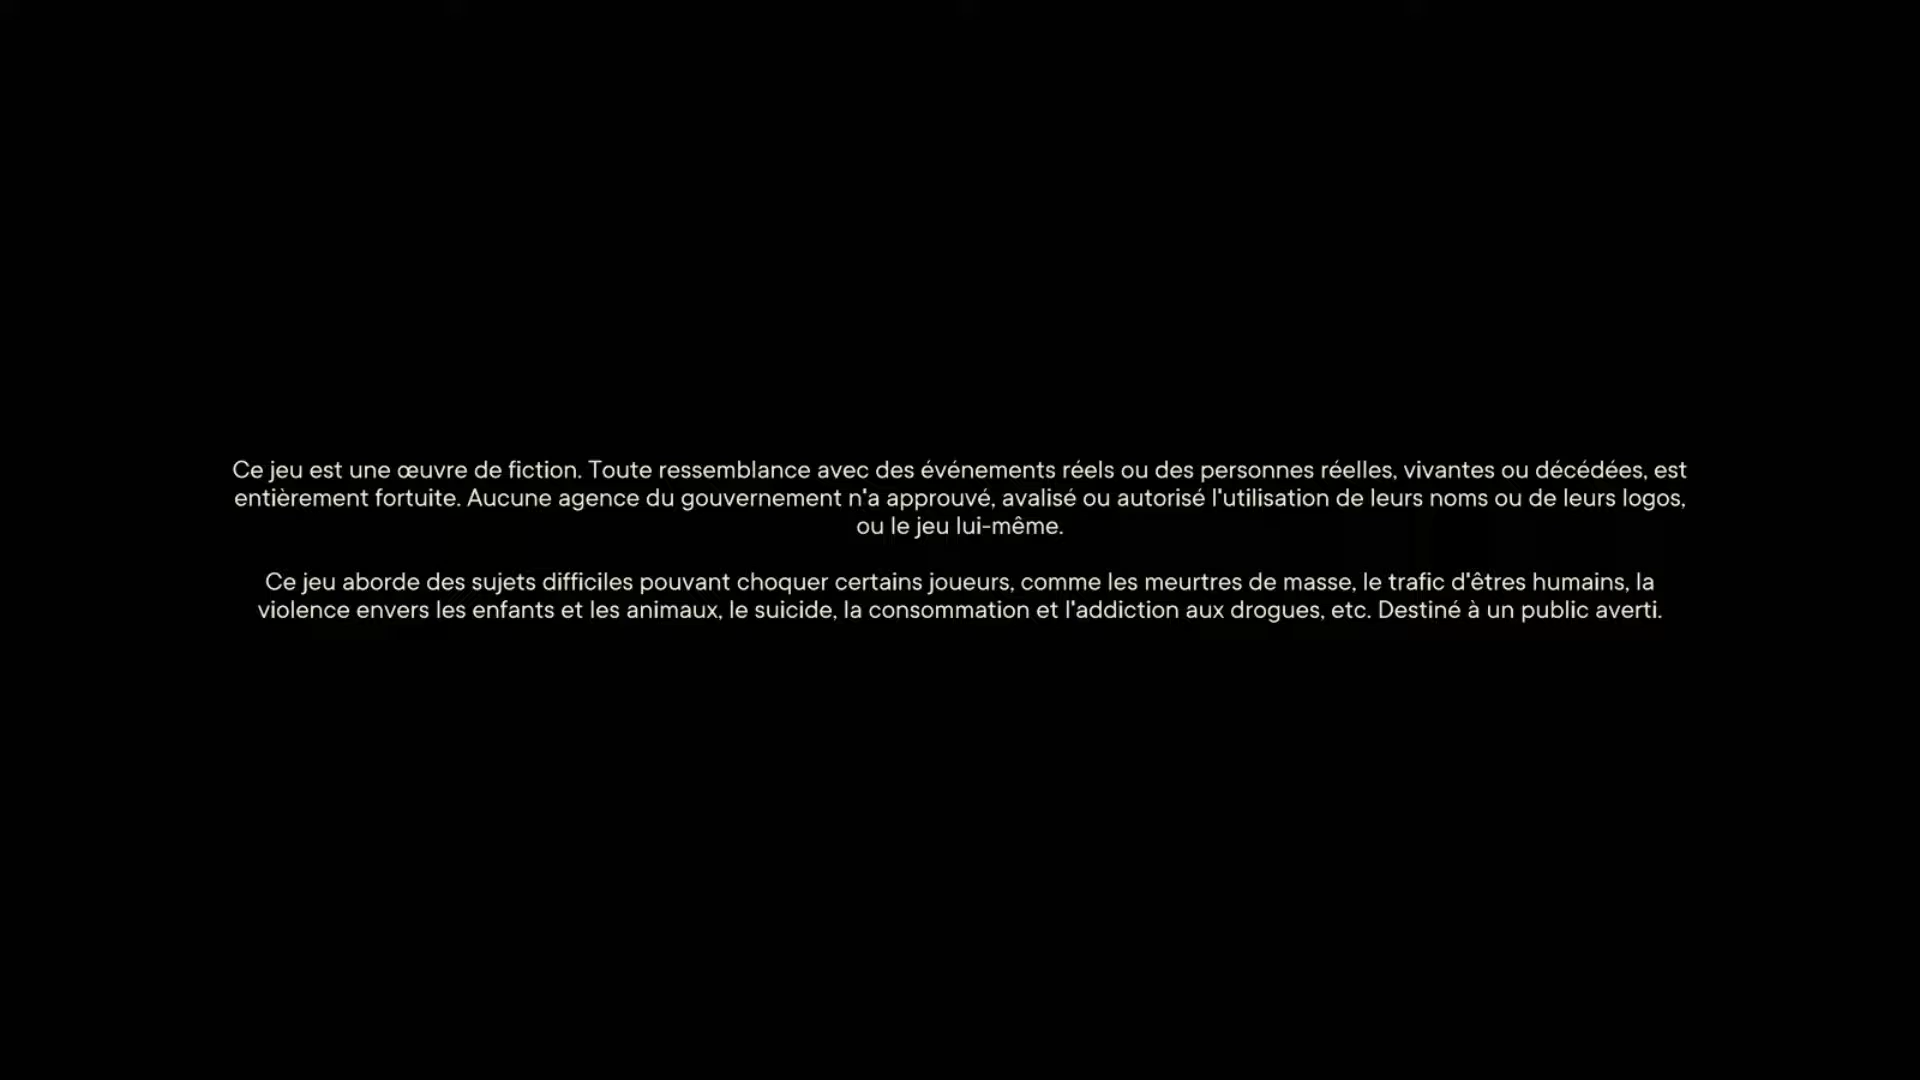 Ce jeu est une œuvre de fiction. Toute ressemblance avec des événements réels ou des personnes réelles, vivantes ou décédées, est
entièrement fortuite. Aucune agence du gouvernement n'a approuvé, avalisé ou autorisé l'utilisation de leurs noms ou de leurs logos,
ou le jeu lui-même.
Ce jeu aborde des sujets difficiles pouvant choquer certains joueurs, comme les meurtres de masse, le trafic d'êtres humains, la
violence envers les enfants et les animaux, le suicide, la consommation et l'addiction aux drogues, etc. Destiné à un public averti.